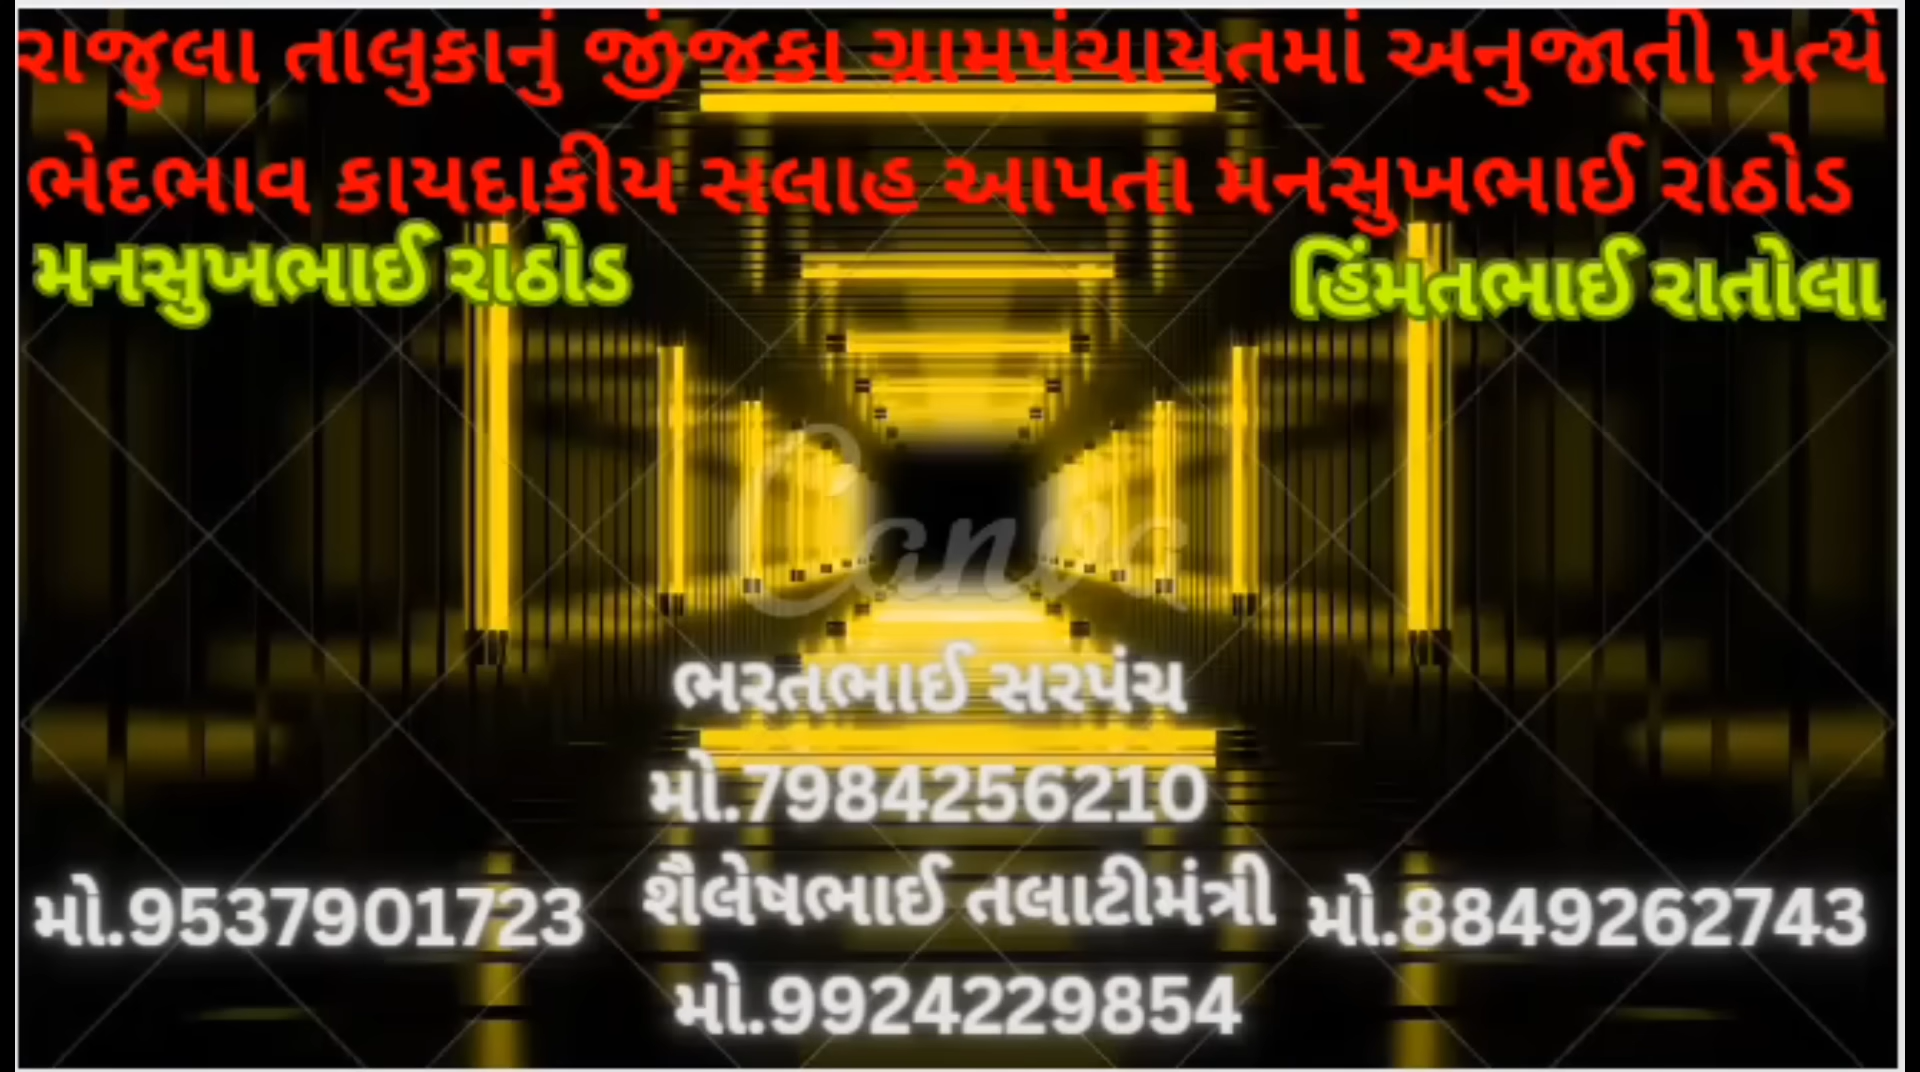 રાજુલા તાલુકાનું જીંજકા ગ્રામપંચાયતમાં અનુજાતી પ્રત્યે
ભેદભાવ કાયદાકીય સલાહ આપતા મનસુખભાઈ રાઠોડ
મનસુખભાઈ રાઠોડ
હિંમતભાઈ રાતોલા
Canva
ભરતભાઈ સરપંચ
મો.7984256210
શૈલેષભાઈ તલાટીમંત્રી
મો.9537901723
મો.8849262743
મો.9924229854